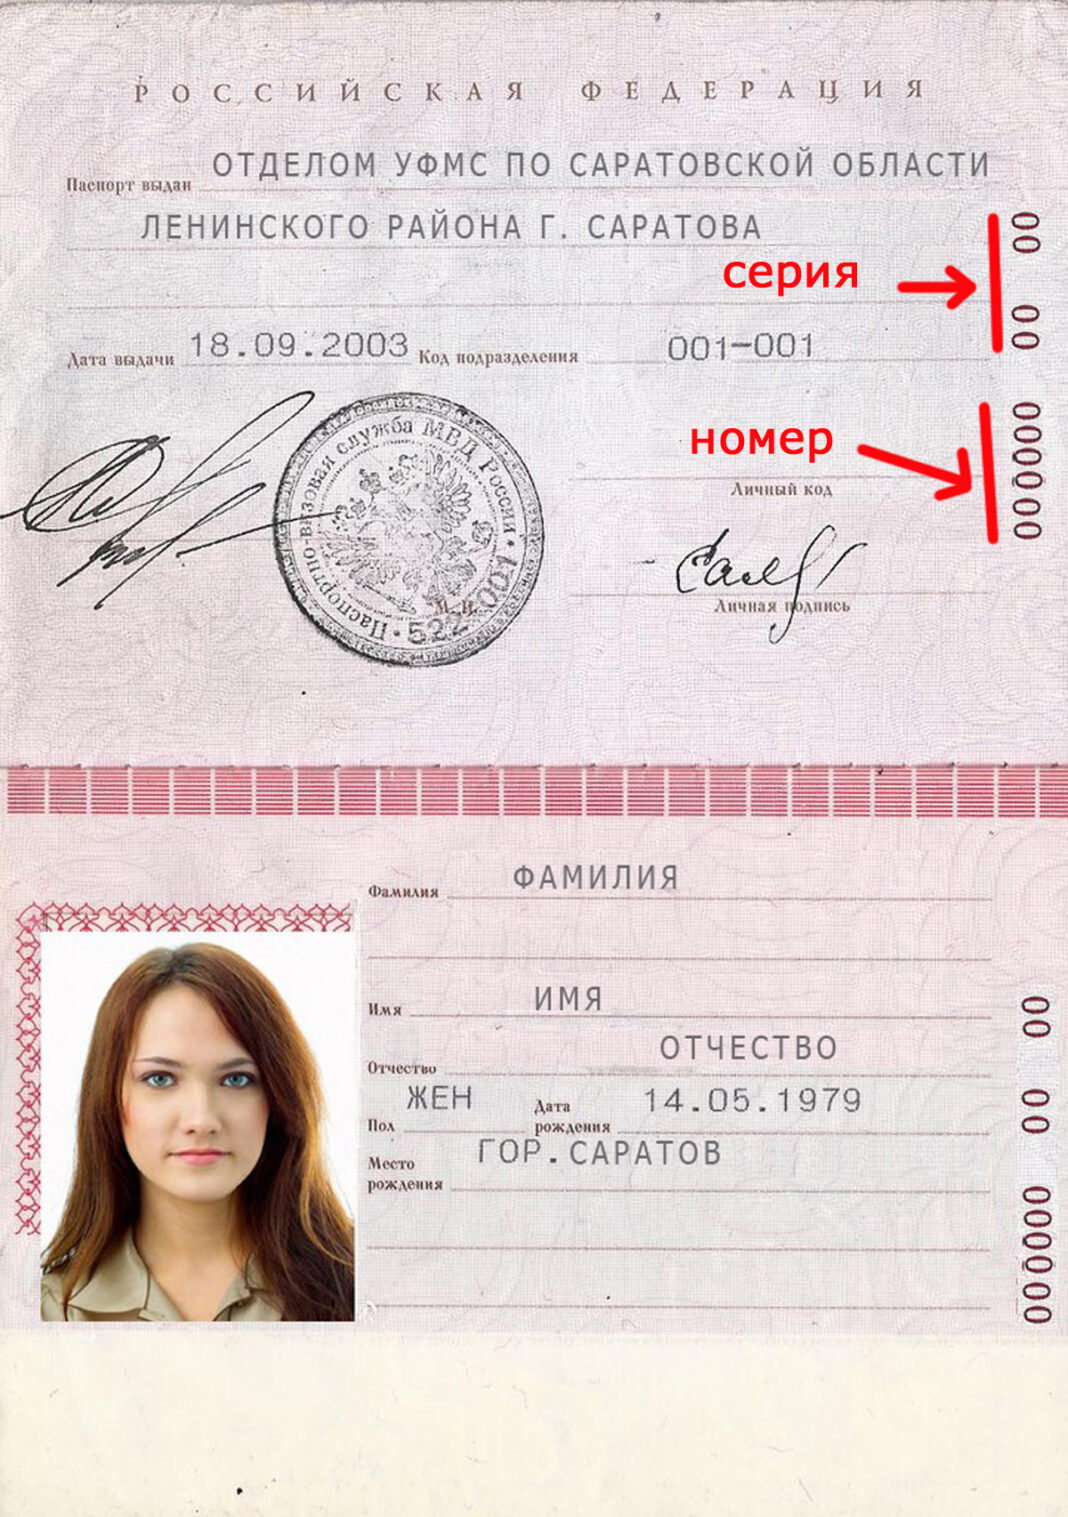 РОССИЙСКАЯ ФЕДЕРАЦИЯ
Паспорт выдан ОТДЕЛОМ УФМС ПО САРАТОВСКОЙ ОБЛАСТИ
ЛЕНИНСКОГО РАЙОНА Г. САРАТОВА
00 00
серия
Дата выдачи 18.09.2003 Код подразделения 001-001
000000
номер
Личный код
Паспортно-визовая служба МВД России
522
М.П.
Личная подпись
Фамилия ФАМИЛИЯ
Имя ИМЯ
Отчество ОТЧЕСТВО
Пол ЖЕН Дата рождения 14.05.1979
Место рождения ГОР.САРАТОВ
00 00 000000